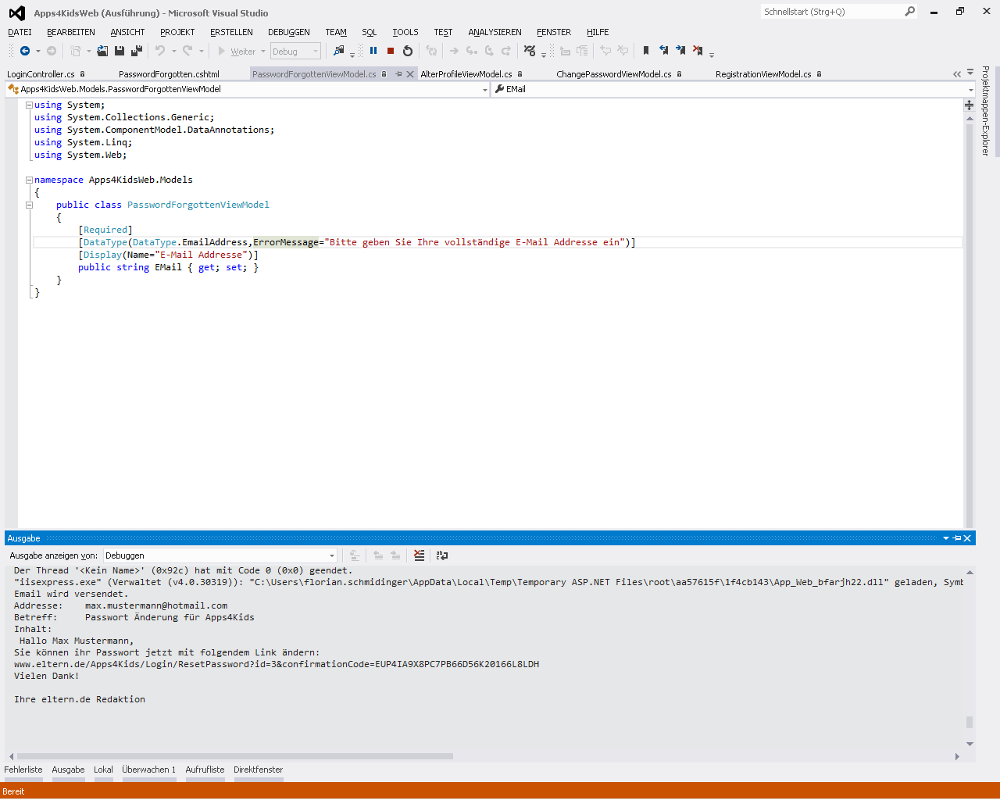 Apps4KidsWeb (Ausführung) - Microsoft Visual Studio
Schnellstart (Strg+Q)
DATEI BEARBEITEN ANSICHT PROJEKT ERSTELLEN DEBUGGEN TEAM SQL TOOLS TEST ANALYSIEREN FENSTER HILFE
Weiter Debug
LoginController.cs PasswordForgotten.cshtml PasswordForgottenViewModel.cs AlterProfileViewModel.cs ChangePasswordViewModel.cs RegistrationViewModel.cs
Apps4KidsWeb.Models.PasswordForgottenViewModel EMail
Projektmappen-Explorer
using System;
using System.Collections.Generic;
using System.ComponentModel.DataAnnotations;
using System.Linq;
using System.Web;
namespace Apps4KidsWeb.Models
{
public class PasswordForgottenViewModel
{
[Required]
[DataType(DataType.EmailAddress,ErrorMessage="Bitte geben Sie Ihre vollständige E-Mail Addresse ein")]
[Display(Name="E-Mail Addresse")]
public string EMail { get; set; }
}
}
Ausgabe
Ausgabe anzeigen von: Debuggen
Der Thread '<Kein Name>' (0x92c) hat mit Code 0 (0x0) geendet.
"iisexpress.exe" (Verwaltet (v4.0.30319)): "C:\Users\florian.schmidinger\AppData\Local\Temp\Temporary ASP.NET Files\root\aa57615f\1f4cb143\App_Web_bfarjh22.dll" geladen, Symb
Email wird versendet.
Addresse: max.mustermann@hotmail.com
Betreff: Passwort Änderung für Apps4Kids
Inhalt:
Hallo Max Mustermann,
Sie können ihr Passwort jetzt mit folgendem Link ändern:
www.eltern.de/Apps4Kids/Login/ResetPassword?id=3&confirmationCode=EUP4IA9X8PC7PB66D56K20166L8LDH
Vielen Dank!
Ihre eltern.de Redaktion
Fehlerliste Ausgabe Lokal Überwachen 1 Aufrufliste Direktfenster
Bereit